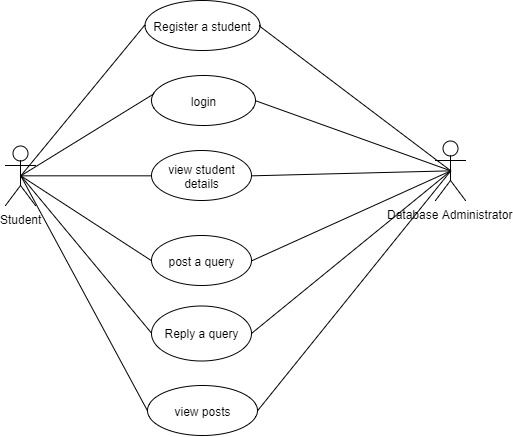 Register a student
login
view student
details
Student
Database Administrator
post a query
Reply a query
view posts